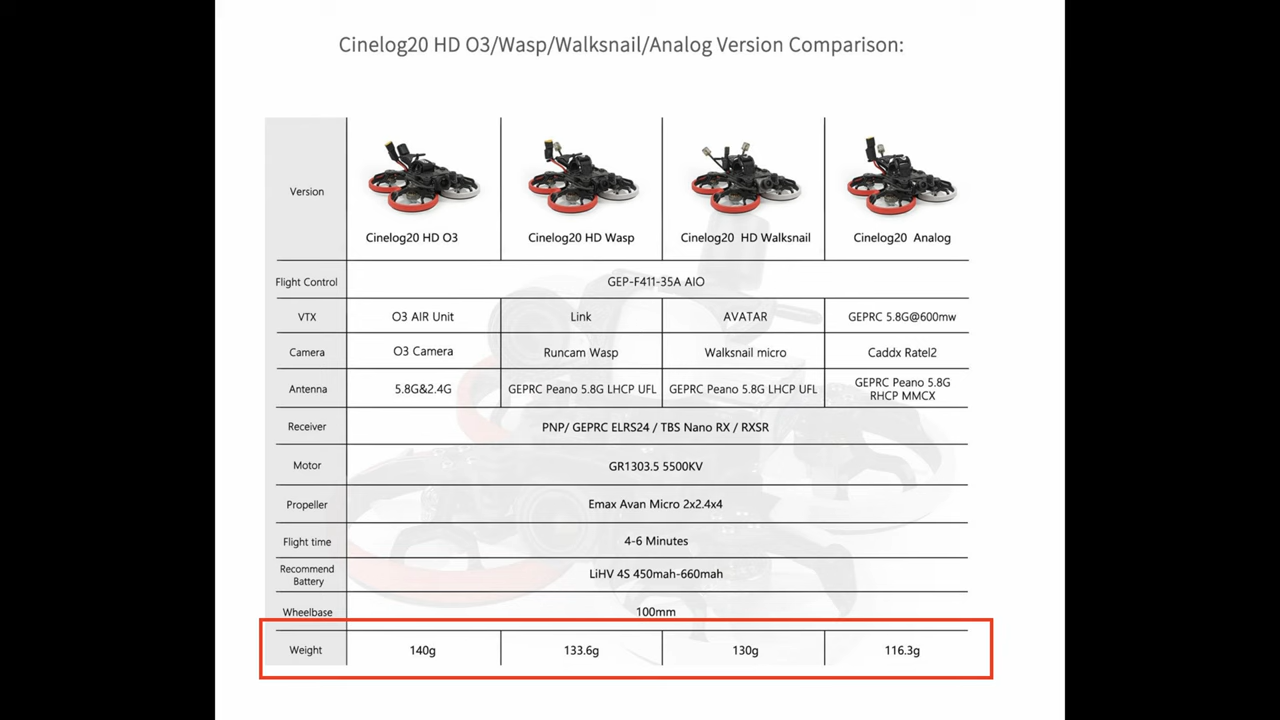 Cinelog20 HD O3/Wasp/Walksnail/Analog Version Comparison:
Version
Cinelog20 HD O3
Cinelog20 HD Wasp
Cinelog20 HD Walksnail
Cinelog20 Analog
Flight Control
GEP-F411-35A AIO
VTX
O3 AIR Unit
Link
AVATAR
GEPRC 5.8G@600mw
Camera
O3 Camera
Runcam Wasp
Walksnail micro
Caddx Ratel2
Antenna
5.8G&2.4G
GEPRC Peano 5.8G LHCP UFL
GEPRC Peano 5.8G LHCP UFL
GEPRC Peano 5.8G
RHCP MMCX
Receiver
PNP/ GEPRC ELRS24 / TBS Nano RX / RXSR
Motor
GR1303.5 5500KV
Propeller
Emax Avan Micro 2x2.4x4
Flight time
4-6 Minutes
Recommend
Battery
LiHV 4S 450mah-660mah
Wheelbase
100mm
Weight
140g
133.6g
130g
116.3g